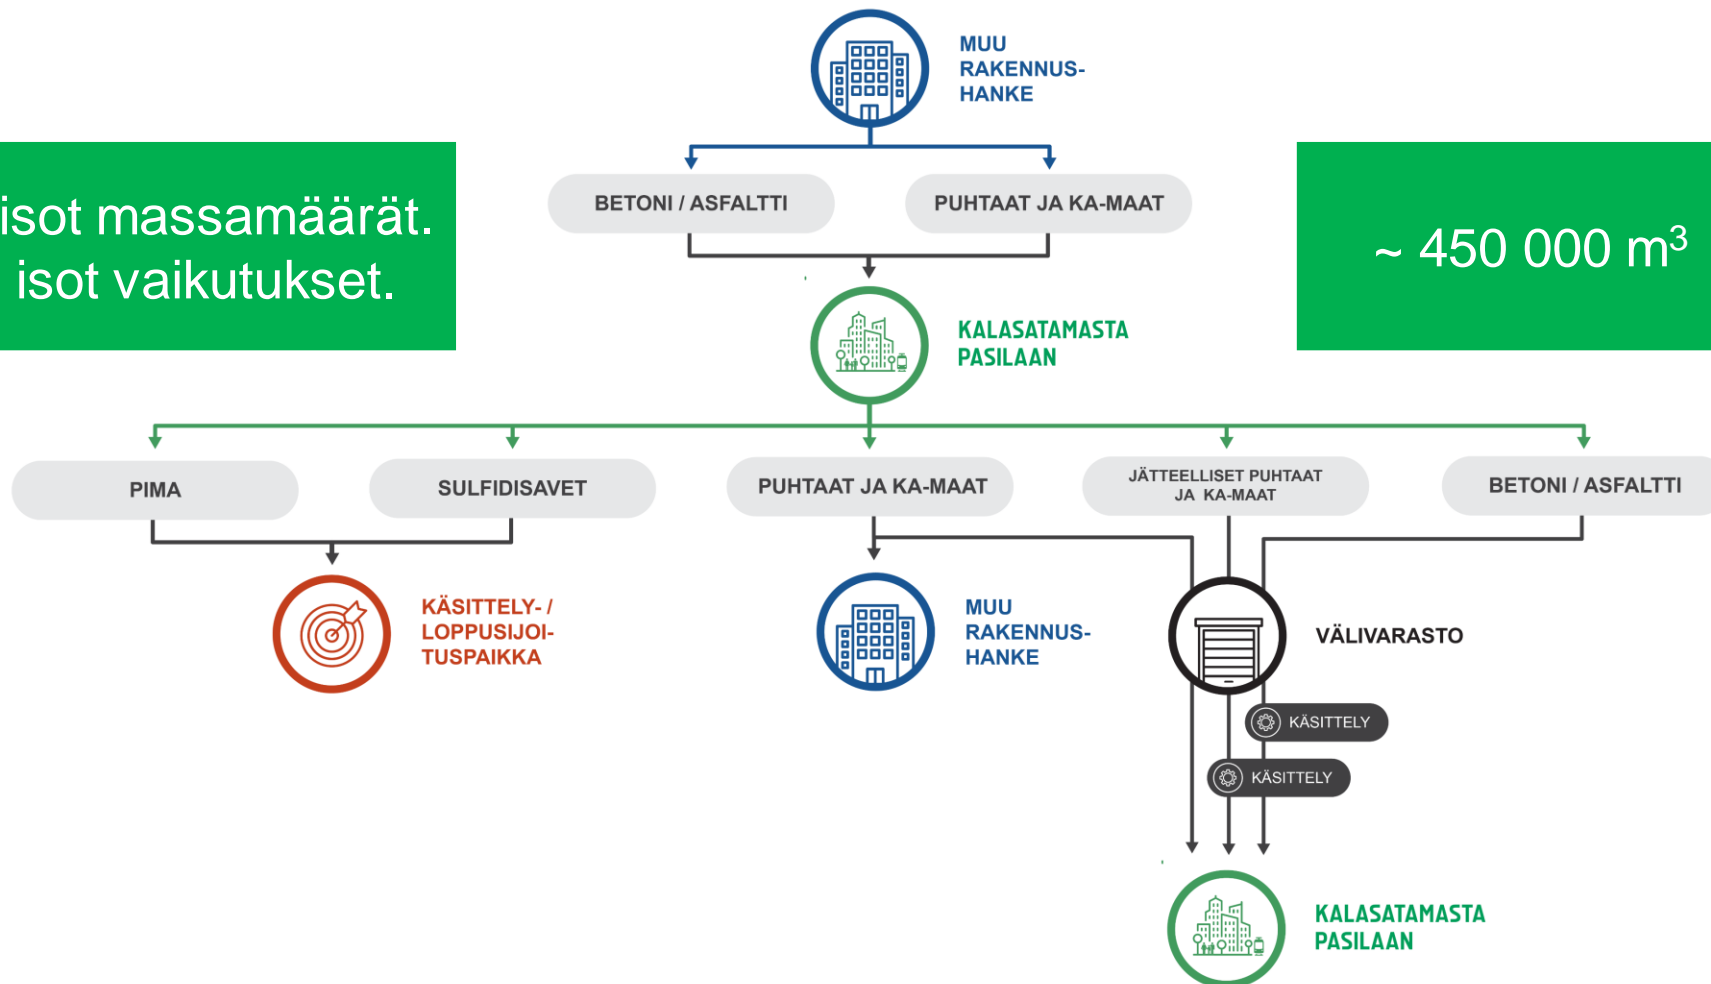 MUU
RAKENNUS-
HANKE
isot massamäärät.
isot vaikutukset.
BETONI / ASFALTTI
PUHTAAT JA KA-MAAT
~ 450 000 m³
KALASATAMASTA
PASILAAN
PIMA
SULFIDISAVET
PUHTAAT JA KA-MAAT
JÄTTEELLISET PUHTAAT
JA KA-MAAT
BETONI / ASFALTTI
KÄSITTELY- /
LOPPUSIJOI-
TUSPAIKKA
MUU
RAKENNUS-
HANKE
VÄLIVARASTO
KÄSITTELY
KÄSITTELY
KALASATAMASTA
PASILAAN